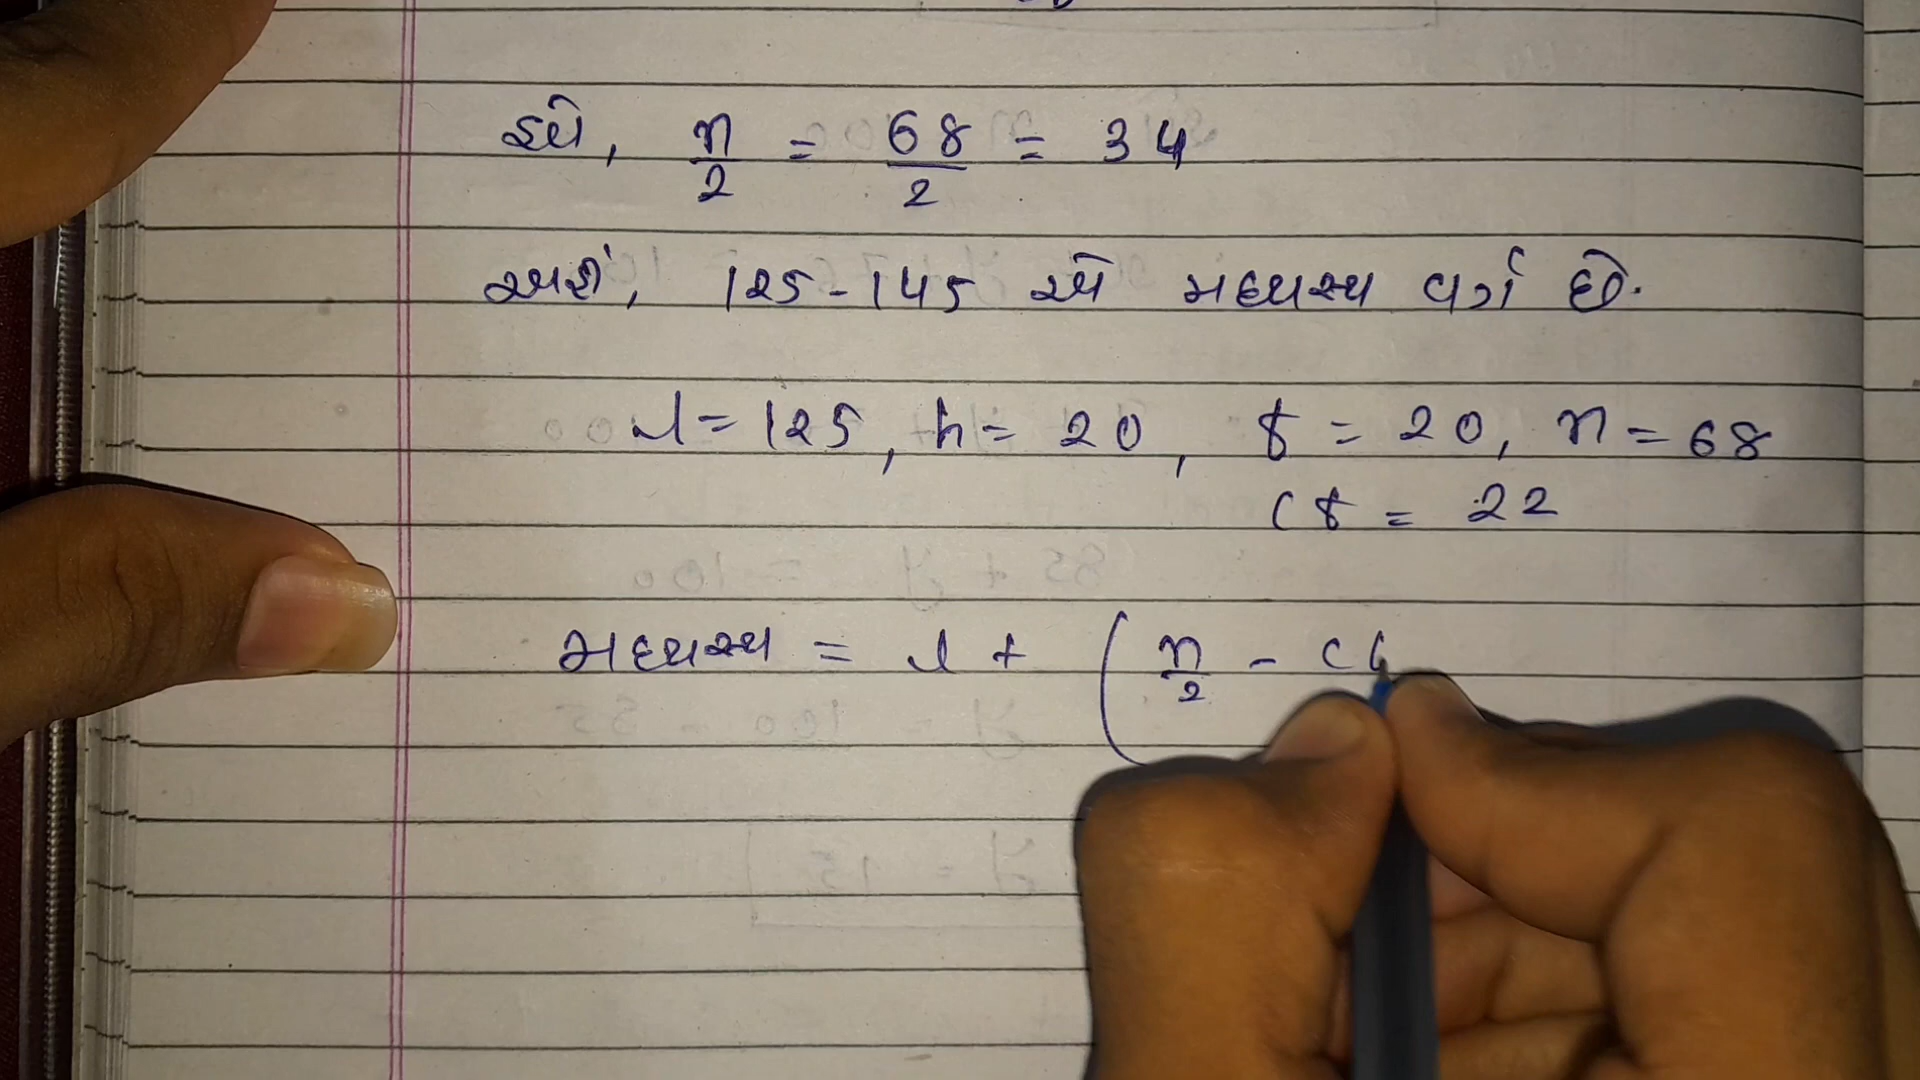 હવે, n/2 = 68/2 = 34
અહીં, 125-145 એ મધ્યસ્થ વર્ગ છે.
l = 125, h = 20, f = 20, n = 68
cf = 22
મધ્યસ્થ = l + ( n/2 - c